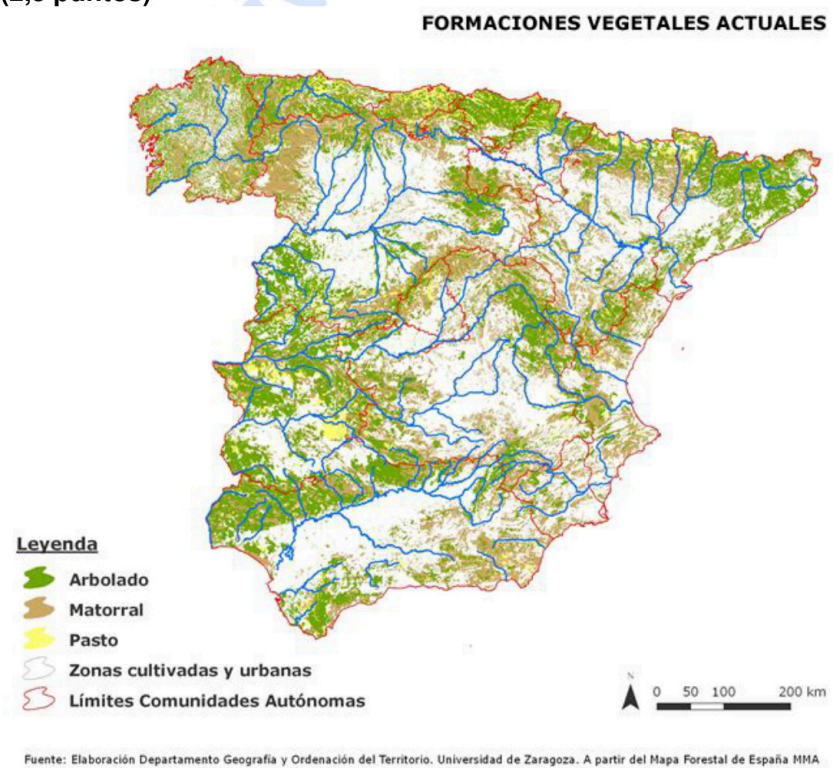 FORMACIONES VEGETALES ACTUALES
Leyenda
Arbolado
Matorral
Pasto
Zonas cultivadas y urbanas
Límites Comunidades Autónomas
N
0 50 100 200 km
Fuente: Elaboración Departamento Geografía y Ordenación del Territorio. Universidad de Zaragoza. A partir del Mapa Forestal de España MMA